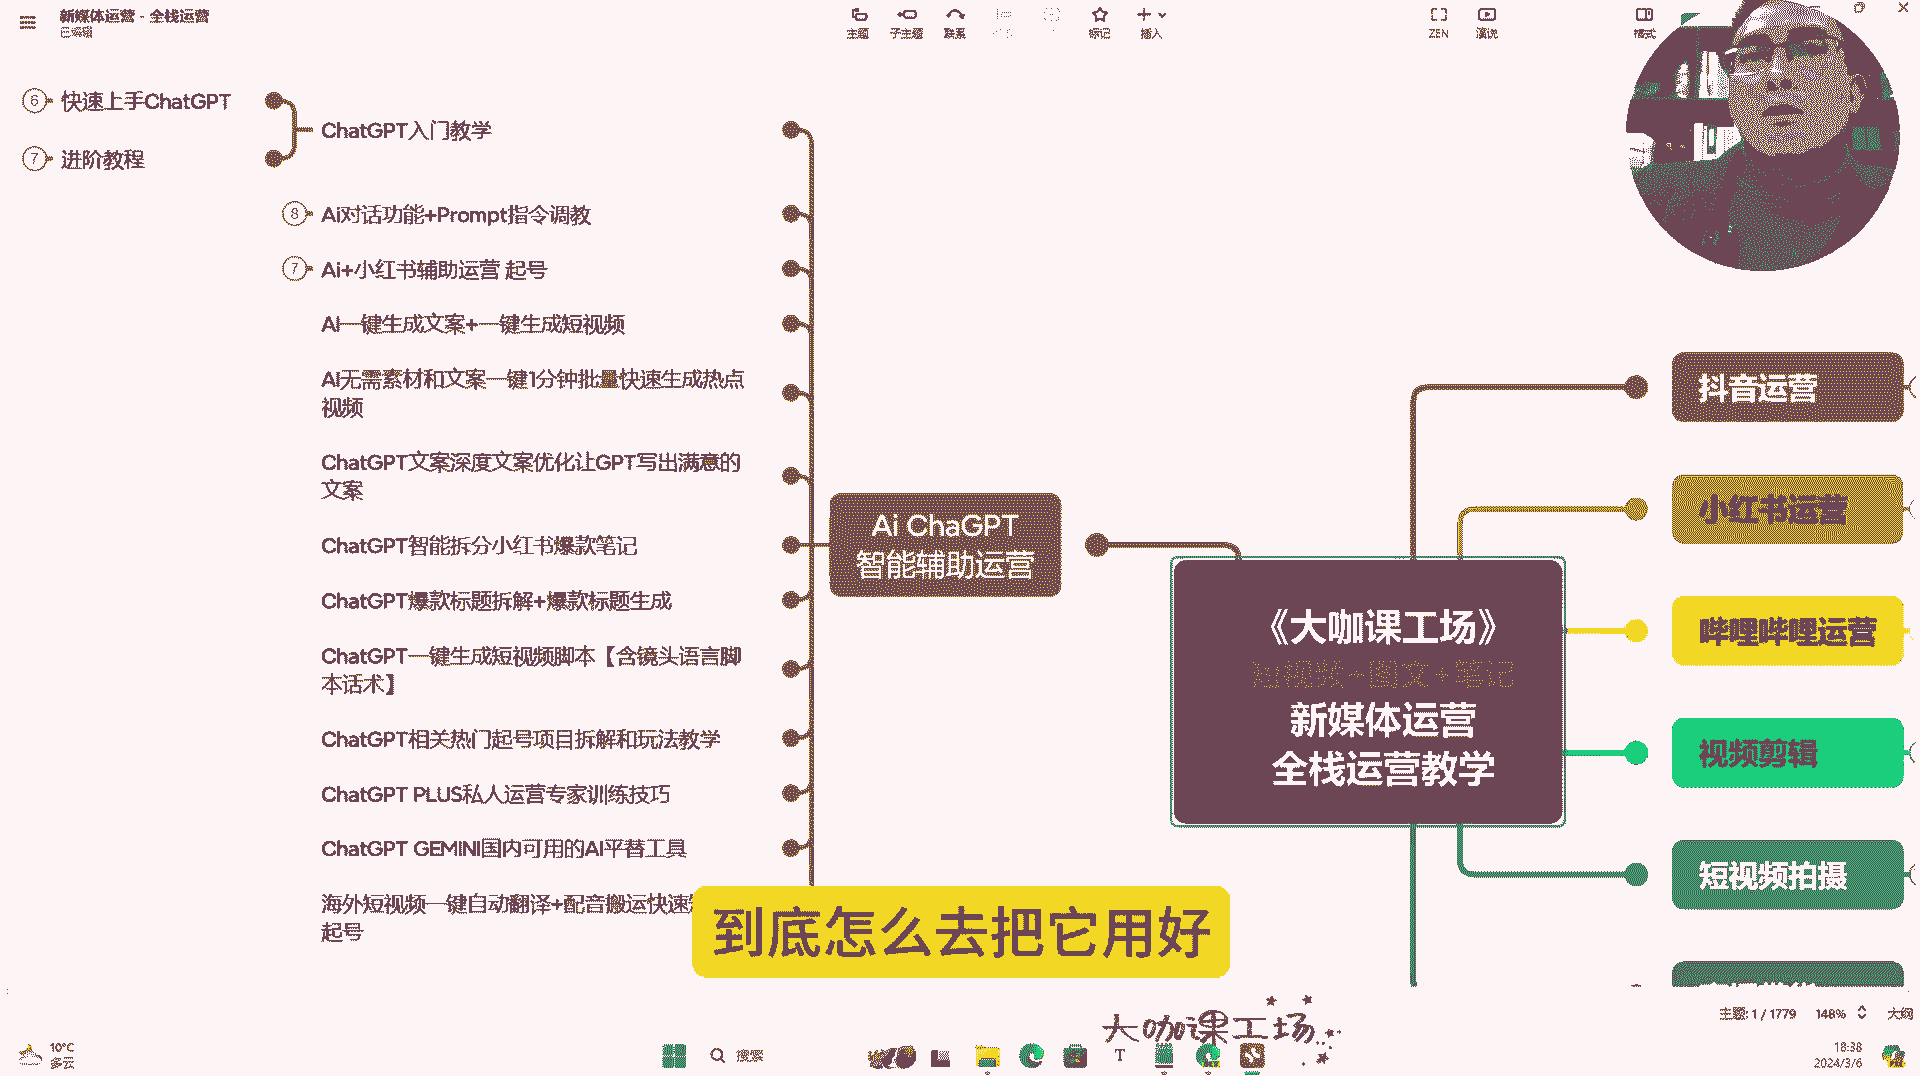 新媒体运营 - 全栈运营
已编辑
主题
子主题
联系
标记
插入
ZEN
演说
格式
6
快速上手ChatGPT
7
进阶教程
ChatGPT入门教学
8
Ai对话功能+Prompt指令调教
7
Ai+小红书辅助运营 起号
AI一键生成文案+一键生成短视频
AI无需素材和文案一键1分钟批量快速生成热点
视频
ChatGPT文案深度文案优化让GPT写出满意的
文案
ChatGPT智能拆分小红书爆款笔记
ChatGPT爆款标题拆解+爆款标题生成
ChatGPT一键生成短视频脚本【含镜头语言脚
本话术】
ChatGPT相关热门起号项目拆解和玩法教学
ChatGPT PLUS私人运营专家训练技巧
ChatGPT GEMINI国内可用的AI平替工具
海外短视频一键自动翻译+配音搬运快速
起号
Ai ChaGPT
智能辅助运营
《大咖课工场》
短视频+图文+笔记
新媒体运营
全栈运营教学
抖音运营
小红书运营
哔哩哔哩运营
视频剪辑
短视频拍摄
到底怎么去把它用好
大咖课工场
主题: 1 / 1779
148%
大纲
10°C
多云
搜索
18:38
2024/3/6